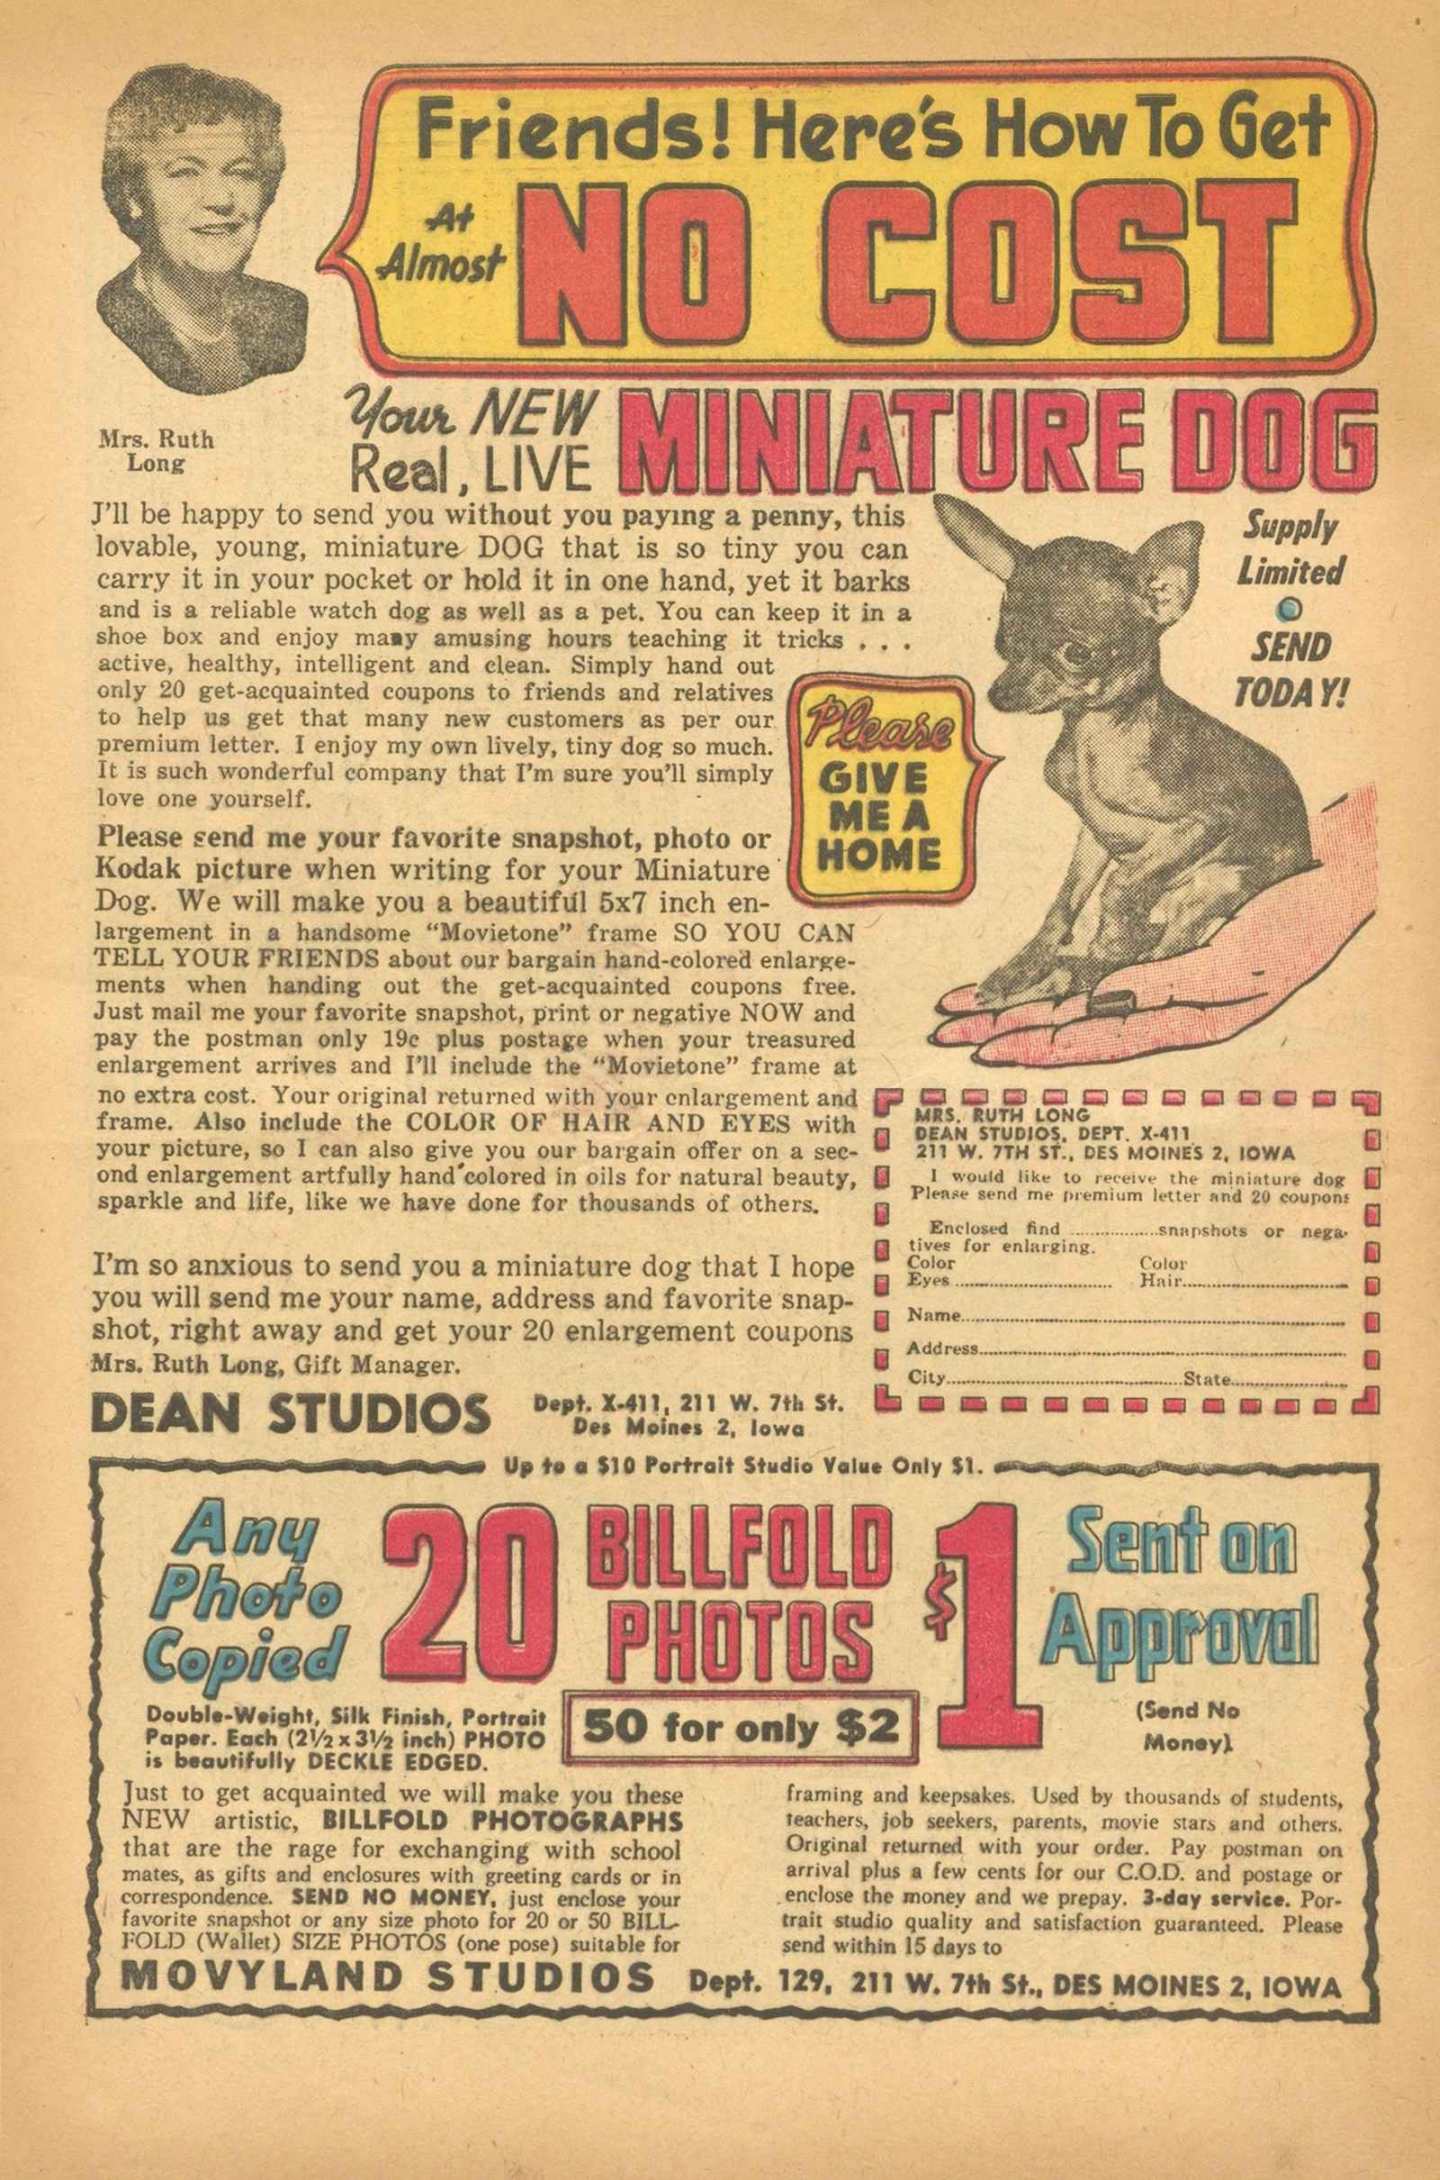 Friends! Here's How To Get
At Almost
NO COST
Mrs. Ruth
Long
Your NEW
Real, LIVE
MINIATURE DOG
I'll be happy to send you without you paying a penny, this
lovable, young, miniature DOG that is so tiny you can
carry it in your pocket or hold it in one hand, yet it barks
and is a reliable watch dog as well as a pet. You can keep it in a
shoe box and enjoy many amusing hours teaching it tricks . . .
active, healthy, intelligent and clean. Simply hand out
only 20 get-acquainted coupons to friends and relatives
to help us get that many new customers as per our
premium letter. I enjoy my own lively, tiny dog so much.
It is such wonderful company that I'm sure you'll simply
love one yourself.
Please send me your favorite snapshot, photo or
Kodak picture when writing for your Miniature
Dog. We will make you a beautiful 5x7 inch en-
largement in a handsome "Movietone" frame SO YOU CAN
TELL YOUR FRIENDS about our bargain hand-colored enlarge-
ments when handing out the get-acquainted coupons free.
Just mail me your favorite snapshot, print or negative NOW and
pay the postman only 19c plus postage when your treasured
enlargement arrives and I'll include the "Movietone" frame at
no extra cost. Your original returned with your enlargement and
frame. Also include the COLOR OF HAIR AND EYES with
your picture, so I can also give you our bargain offer on a sec-
ond enlargement artfully hand colored in oils for natural beauty,
sparkle and life, like we have done for thousands of others.
I'm so anxious to send you a miniature dog that I hope
you will send me your name, address and favorite snap-
shot, right away and get your 20 enlargement coupons
Mrs. Ruth Long, Gift Manager.
DEAN STUDIOS
Dept. X-411, 211 W. 7th St.
Des Moines 2, Iowa
Supply
Limited
SEND
TODAY!
Please
GIVE
ME A
HOME
MRS. RUTH LONG
DEAN STUDIOS, DEPT. X-411
211 W. 7TH ST., DES MOINES 2, IOWA
I would like to receive the miniature dog
Please send me premium letter and 20 coupons
Enclosed find ..................snapshots or nega-
tives for enlarging.
Color Color
Eyes .................................. Hair...................................
Name...............................................................................
Address............................................................................
City..................................................State........................
Up to a $10 Portrait Studio Value Only $1.
Any
Photo
Copied
20
BILLFOLD
PHOTOS
$1
Sent on
Approval
Double-Weight, Silk Finish, Portrait
Paper. Each (2½ x 3½ inch) PHOTO
is beautifully DECKLE EDGED.
50 for only $2
(Send No
Money)
Just to get acquainted we will make you these
NEW artistic, BILLFOLD PHOTOGRAPHS
that are the rage for exchanging with school
mates, as gifts and enclosures with greeting cards or in
correspondence. SEND NO MONEY, just enclose your
favorite snapshot or any size photo for 20 or 50 BILL-
FOLD (Wallet) SIZE PHOTOS (one pose) suitable for
framing and keepsakes. Used by thousands of students,
teachers, job seekers, parents, movie stars and others.
Original returned with your order. Pay postman on
arrival plus a few cents for our C.O.D. and postage or
enclose the money and we prepay. 3-day service. Por-
trait studio quality and satisfaction guaranteed. Please
send within 15 days to
MOVYLAND STUDIOS Dept. 129, 211 W. 7th St., DES MOINES 2, IOWA